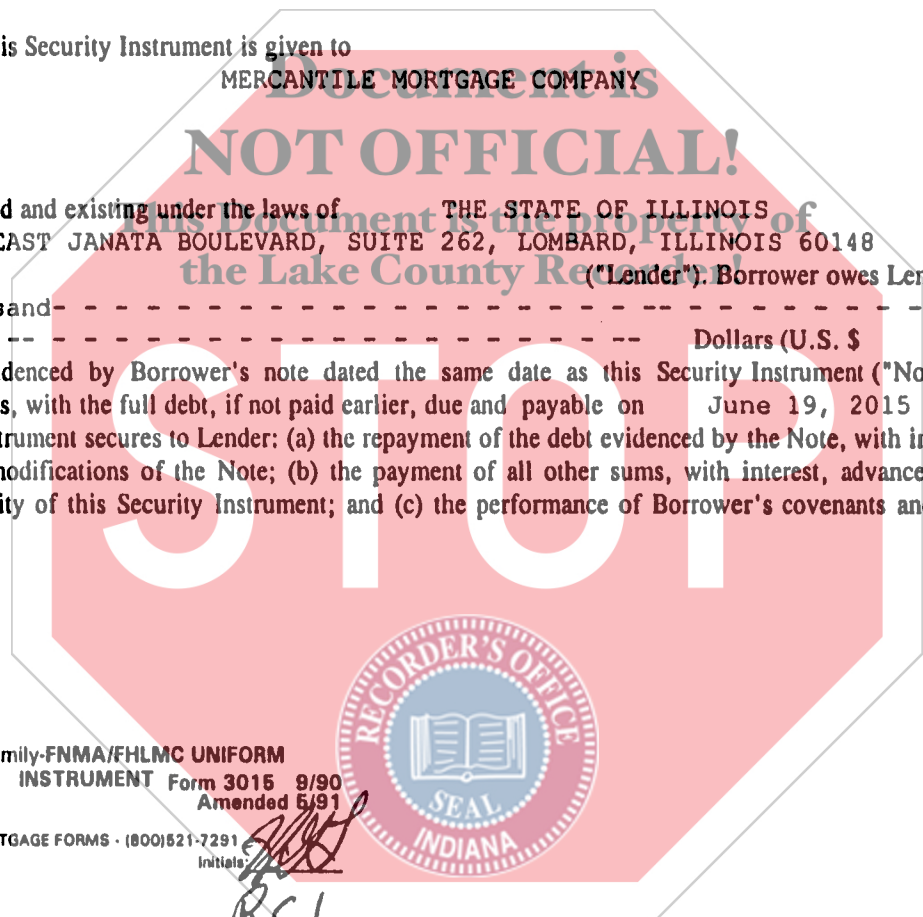 is Security Instrument is given to
MERCANTILE MORTGAGE COMPANY
Document is
NOT OFFICIAL!
This Document is the property of
the Lake County Recorder!
d and existing under the laws of THE STATE OF ILLINOIS
EAST JANATA BOULEVARD, SUITE 262, LOMBARD, ILLINOIS 60148
("Lender"). Borrower owes Len
sand- - - - - - - - - - - - - - - - - - - - - - - - - - - -- - - - - - - - - - -
-- - - - - - - - - - - - - - - - - - - - - - -- Dollars (U.S. $
denced by Borrower's note dated the same date as this Security Instrument ("No
s, with the full debt, if not paid earlier, due and payable on June 19, 2015
trument secures to Lender: (a) the repayment of the debt evidenced by the Note, with in
nodifications of the Note; (b) the payment of all other sums, with interest, advance
ity of this Security Instrument; and (c) the performance of Borrower's covenants an
STOP
RECORDER'S OFFICE
SEAL
INDIANA
mily-FNMA/FHLMC UNIFORM
INSTRUMENT Form 3015 9/90
Amended 5/91
TGAGE FORMS - (800)521-7291
Initials: